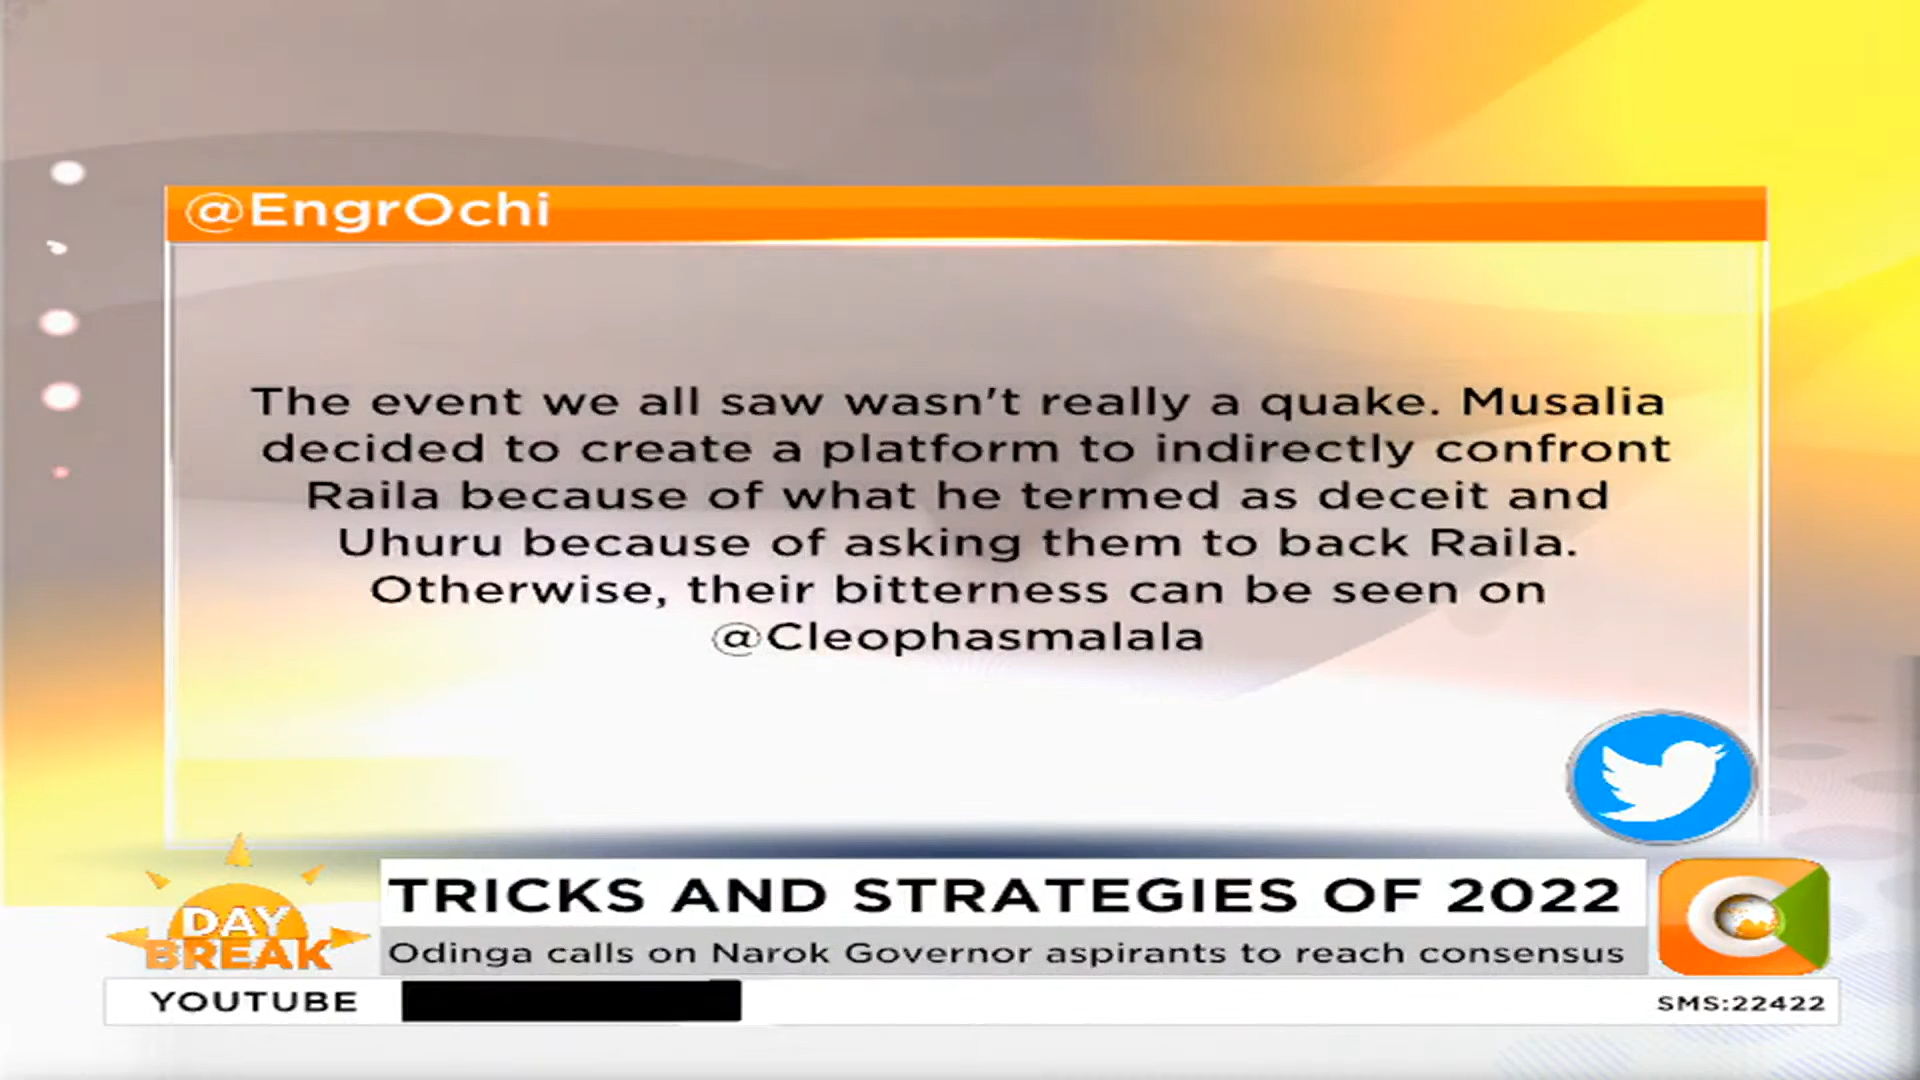 @EngrOchi
The event we all saw wasn't really a quake. Musalia
decided to create a platform to indirectly confront
Raila because of what he termed as deceit and
Uhuru because of asking them to back Raila.
Otherwise, their bitterness can be seen on
@Cleophasmalala
DAY
BREAK
TRICKS AND STRATEGIES OF 2022
Odinga calls on Narok Governor aspirants to reach consensus
YOUTUBE
SMS:22422